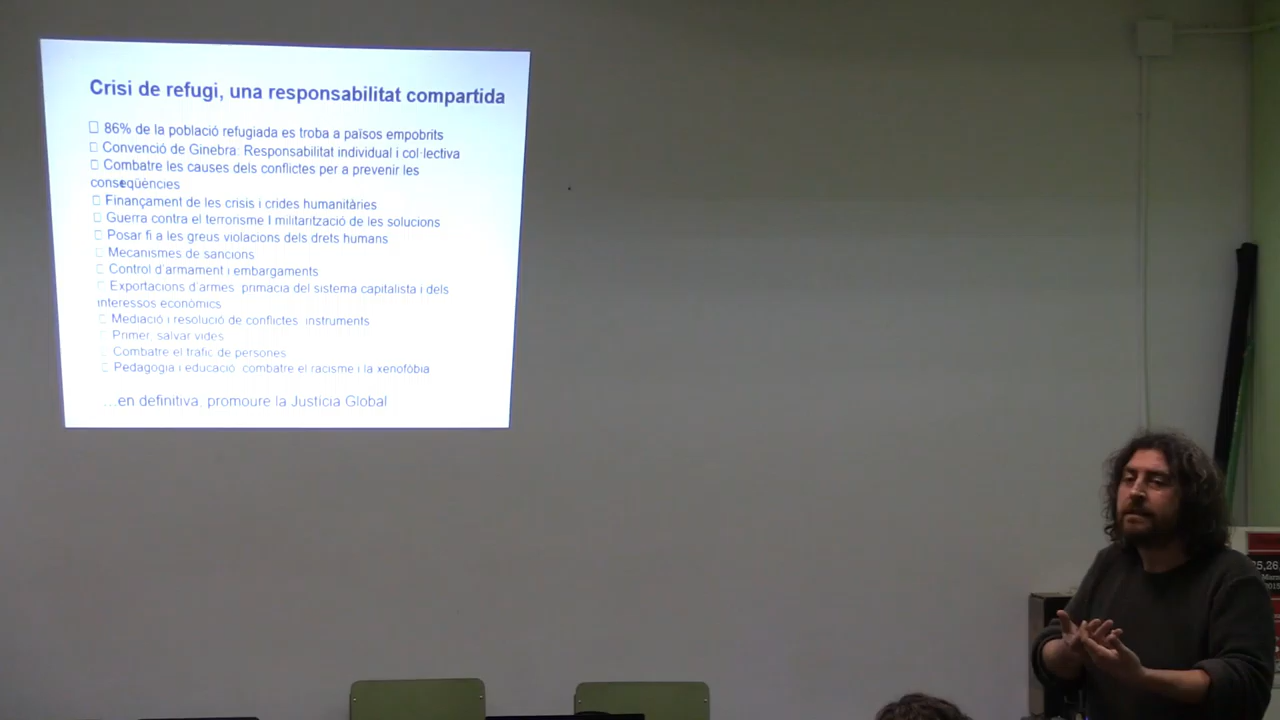 Crisi de refugi, una responsabilitat compartida
86% de la població refugiada es troba a països empobrits
Convenció de Ginebra: Responsabilitat individual i col·lectiva
Combatre les causes dels conflictes per a prevenir les
conseqüències
Finançament de les crisis i crides humanitàries
Guerra contra el terrorisme I militarització de les solucions
Posar fi a les greus violacions dels drets humans
Mecanismes de sancions
Control d'armament i embargaments
Exportacions d'armes primacia del sistema capitalista i dels
interessos econòmics
Mediació i resolució de conflictes instruments
Primer, salvar vides
Combatre el tràfic de persones
Pedagogia i educació combatre el racisme i la xenofòbia
...en definitiva, promoure la Justícia Global
25,26,
Març
2015